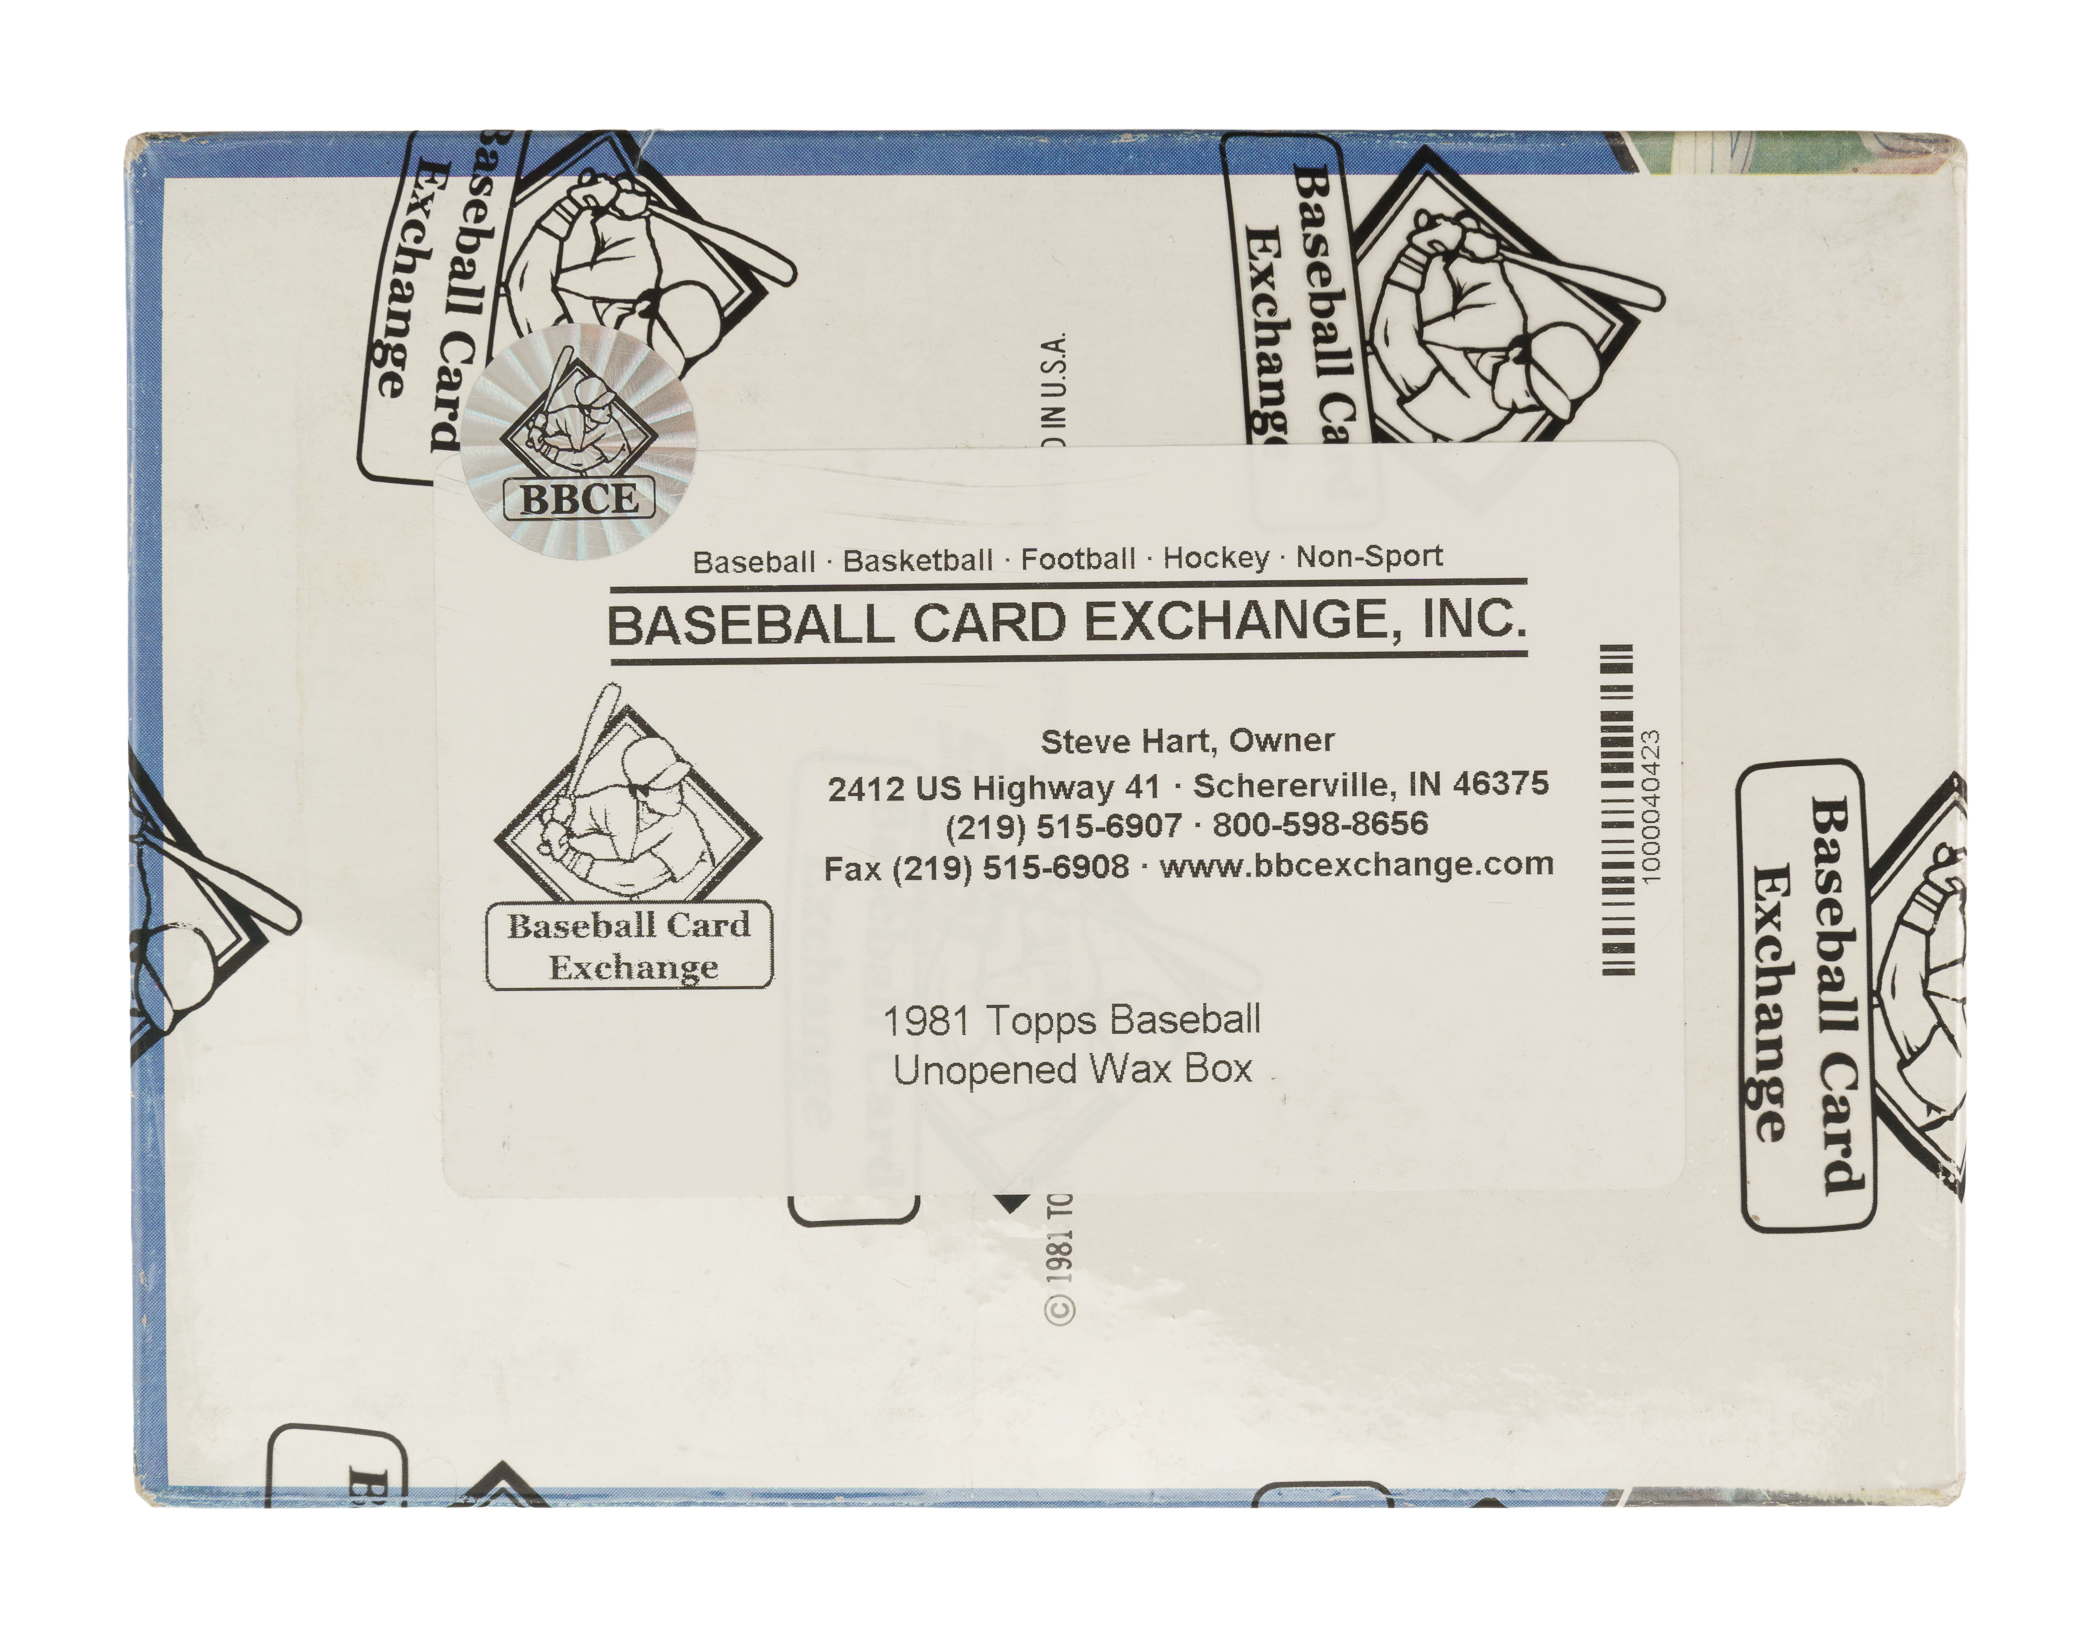 Baseball Card
Exchange
Baseball Ca
Exchange
D IN U.S.A.
BBCE
Baseball · Basketball · Football · Hockey · Non-Sport
BASEBALL CARD EXCHANGE, INC.
Steve Hart, Owner
2412 US Highway 41 · Schererville, IN 46375
(219) 515-6907 · 800-598-8656
Fax (219) 515-6908 · www.bbcexchange.com
1000040423
Baseball Card
Exchange
1981 Topps Baseball
Unopened Wax Box
Baseball Card
Exchange
© 1981 TO
B